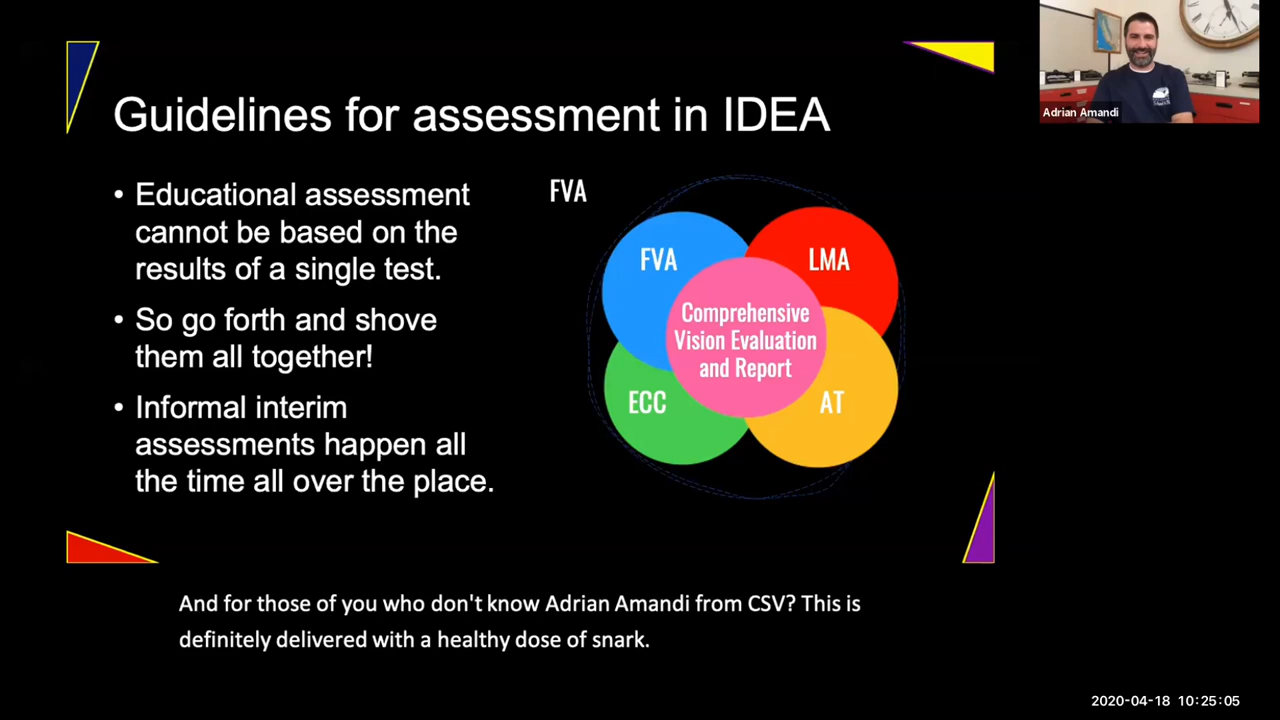 Guidelines for assessment in IDEA
• Educational assessment
cannot be based on the
results of a single test.
• So go forth and shove
them all together!
• Informal interim
assessments happen all
the time all over the place.
FVA
FVA
LMA
Comprehensive
Vision Evaluation
and Report
ECC
AT
Adrian Amandi
And for those of you who don't know Adrian Amandi from CSV? This is
definitely delivered with a healthy dose of snark.
2020-04-18 10:25:05